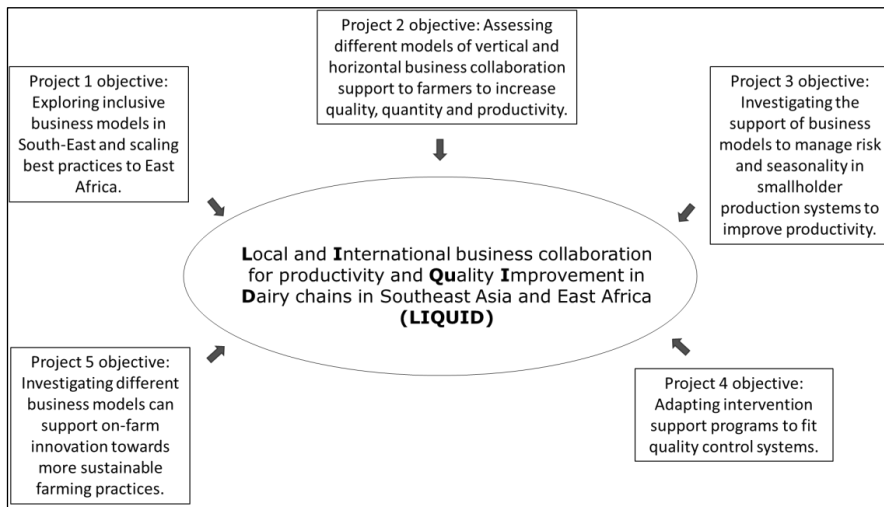 Project 1 objective:
Exploring inclusive
business models in
South-East and scaling
best practices to East
Africa.
Project 2 objective: Assessing
different models of vertical and
horizontal business collaboration
support to farmers to increase
quality, quantity and productivity.
Project 3 objective:
Investigating the
support of business
models to manage risk
and seasonality in
smallholder
production systems to
improve productivity.
Local and International business collaboration
for productivity and Quality Improvement in
Dairy chains in Southeast Asia and East Africa
(LIQUID)
Project 5 objective:
Investigating different
business models can
support on-farm
innovation towards
more sustainable
farming practices.
Project 4 objective:
Adapting intervention
support programs to fit
quality control systems.